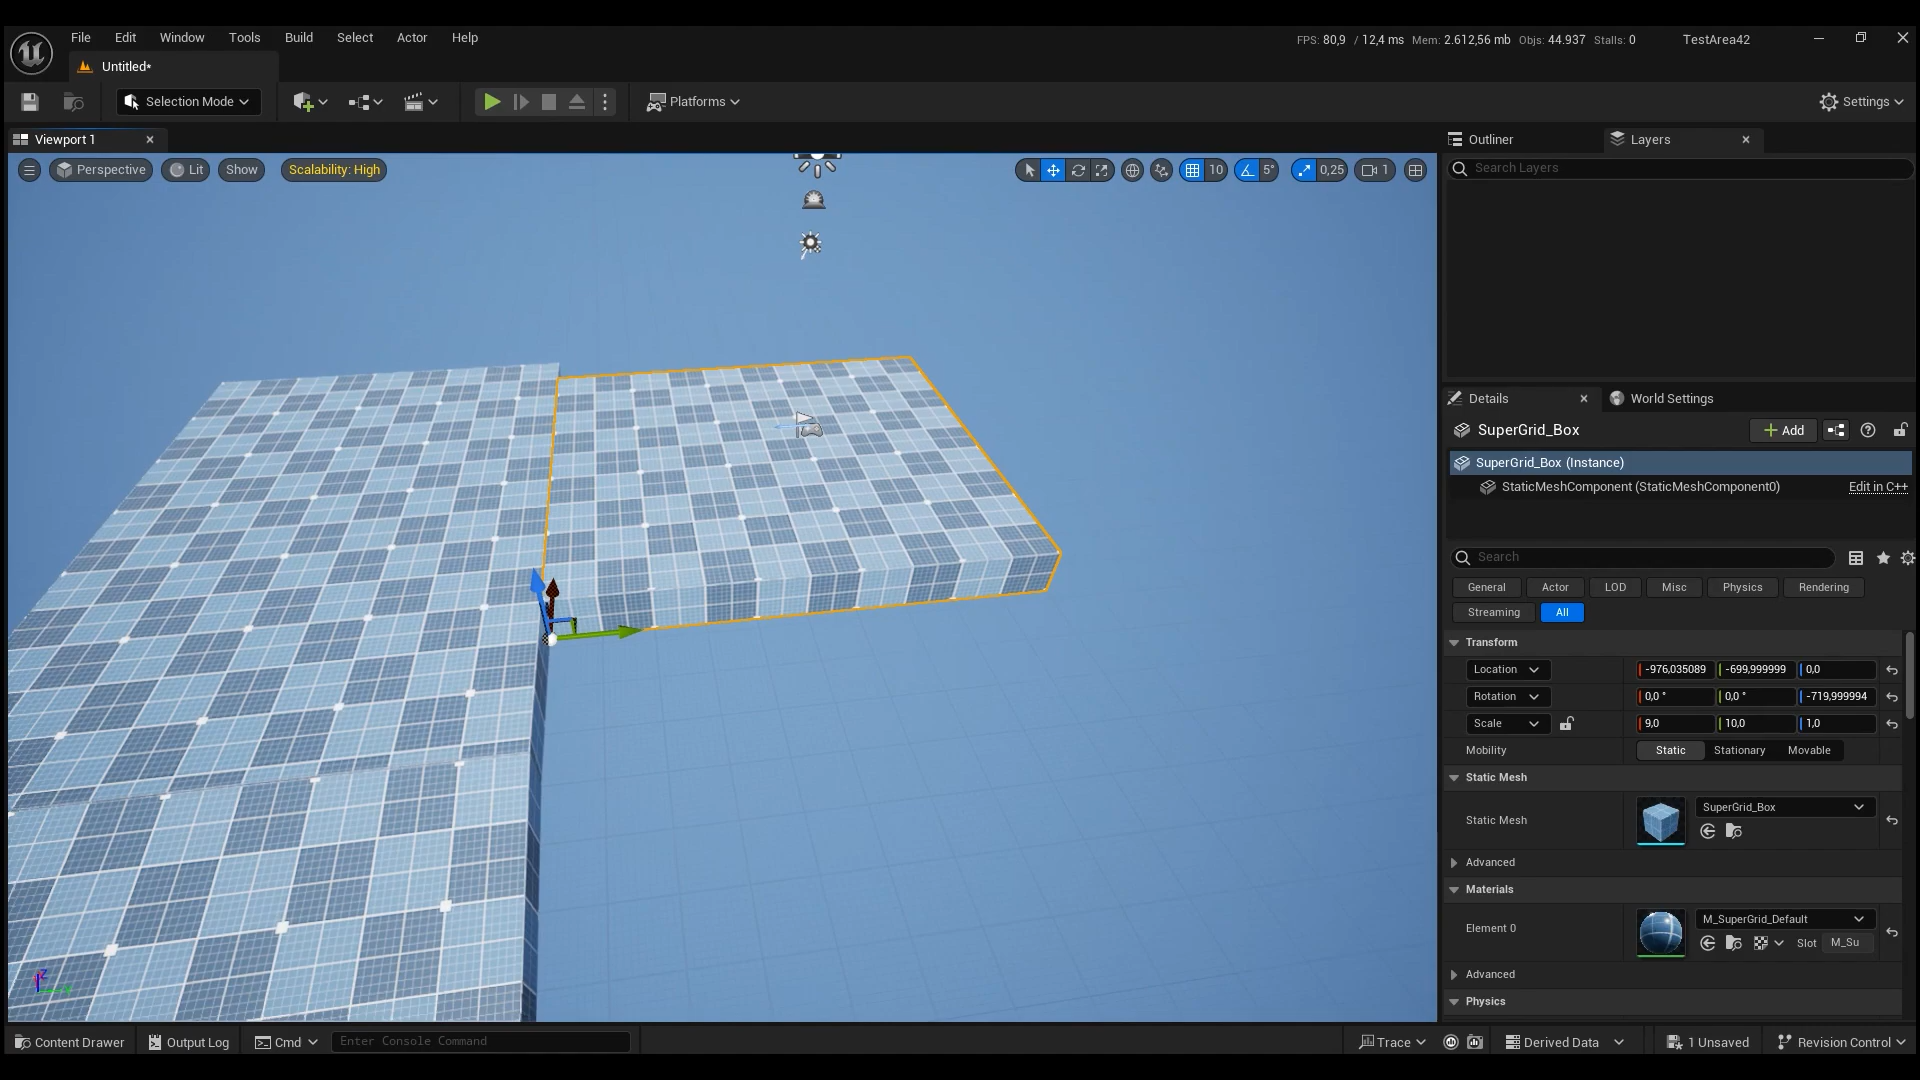 File Edit Window Tools Build Select Actor Help
FPS: 80,9 / 12,4 ms Mem: 2.612,56 mb Objs: 44.937 Stalls: 0 TestArea42
Untitled*
Selection Mode Platforms Settings
Viewport 1 Outliner Layers
Perspective Lit Show Scalability: High 10 5° 0,25 1
Search Layers
Details World Settings
SuperGrid_Box Add
SuperGrid_Box (Instance)
StaticMeshComponent (StaticMeshComponent0) Edit in C++
Search
General Actor LOD Misc Physics Rendering
Streaming All
Transform
Location -976,035089 -699,999999 0,0
Rotation 0,0 ° 0,0 ° -719,999994
Scale 9,0 10,0 1,0
Mobility Static Stationary Movable
Static Mesh
Static Mesh SuperGrid_Box
Advanced
Materials
Element 0 M_SuperGrid_Default
Slot M_Su
Advanced
Physics
Z
Content Drawer Output Log Cmd Enter Console Command Trace Derived Data 1 Unsaved Revision Control